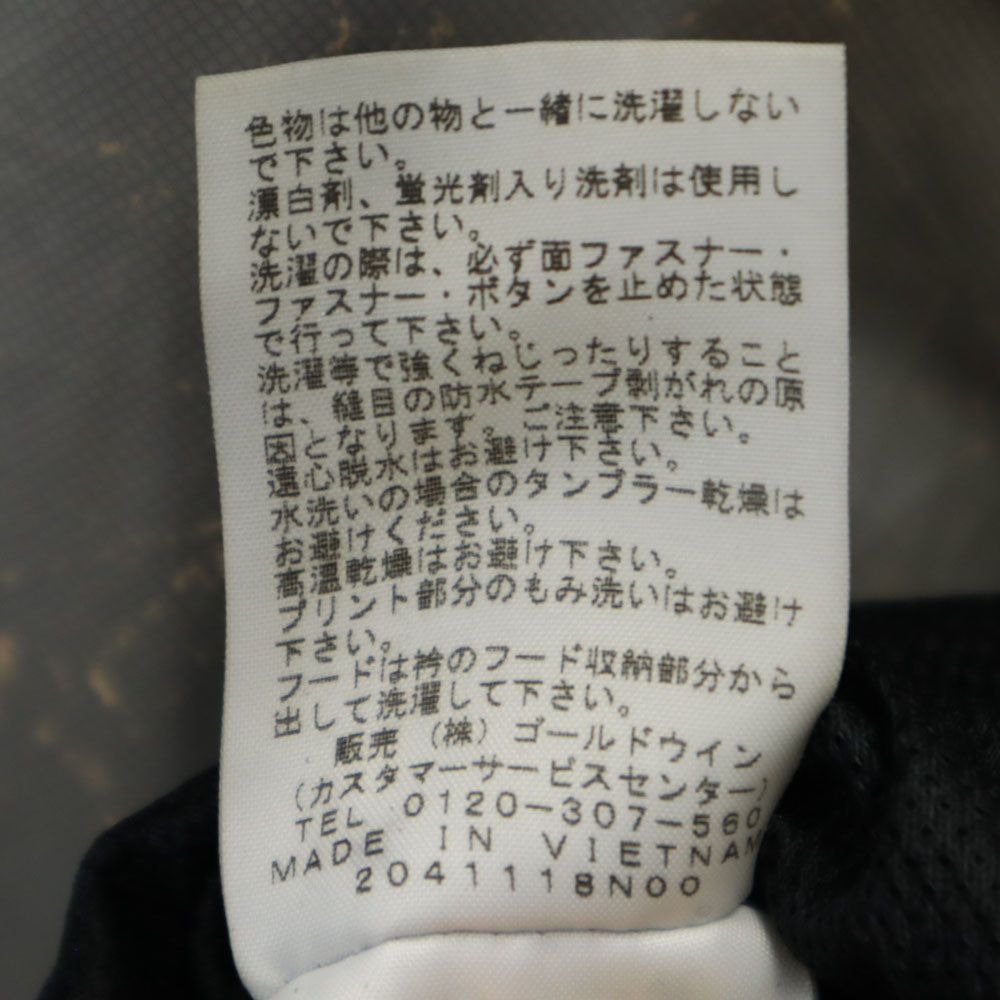 色物は他の物と一緒に洗濯しない
で下さい。
漂白剤、蛍光剤入り洗剤は使用し
ないで下さい。
洗濯の際は、必ず面ファスナー・
ファスナー・ボタンを止めた状態
で行って下さい。
洗濯等で強くねじったりすること
は、縫目の防水テープ剥がれの原
因となります。ご注意下さい。
遠心脱水はお避け下さい。
水洗いの場合のタンブラー乾燥は
お避けください。
高温乾燥はお避け下さい。
プリント部分のもみ洗いはお避け
下さい。
フードは衿のフード収納部分から
出して洗濯して下さい。
販売 (株) ゴールドウイン
(カスタマーサービスセンター)
TEL 0120-307-560
MADE IN VIETNAM
2041118N00